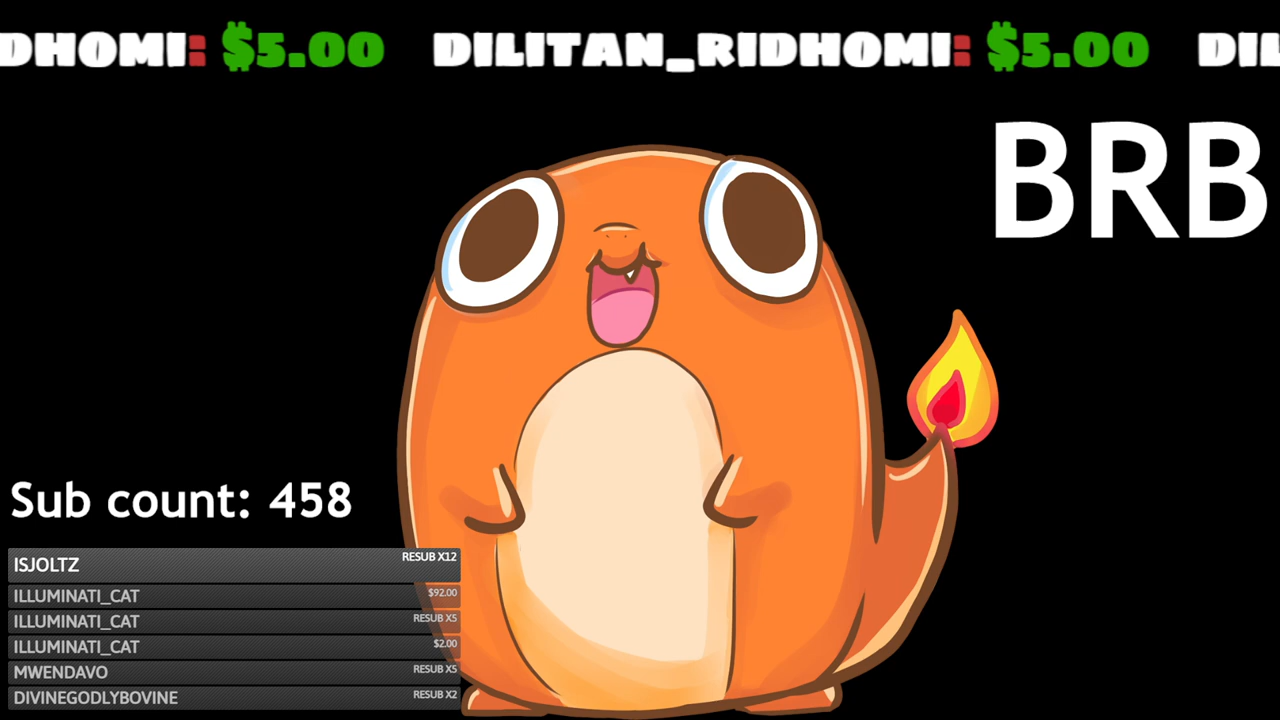 DHOMI: $5.00 DILITAN_RIDHOMI: $5.00 DIL
BRB
Sub count: 458
ISJOLTZ RESUB X12
ILLUMINATI_CAT $92.00
ILLUMINATI_CAT RESUB X5
ILLUMINATI_CAT $2.00
MWENDAVO RESUB X5
DIVINEGODLYBOVINE RESUB X2